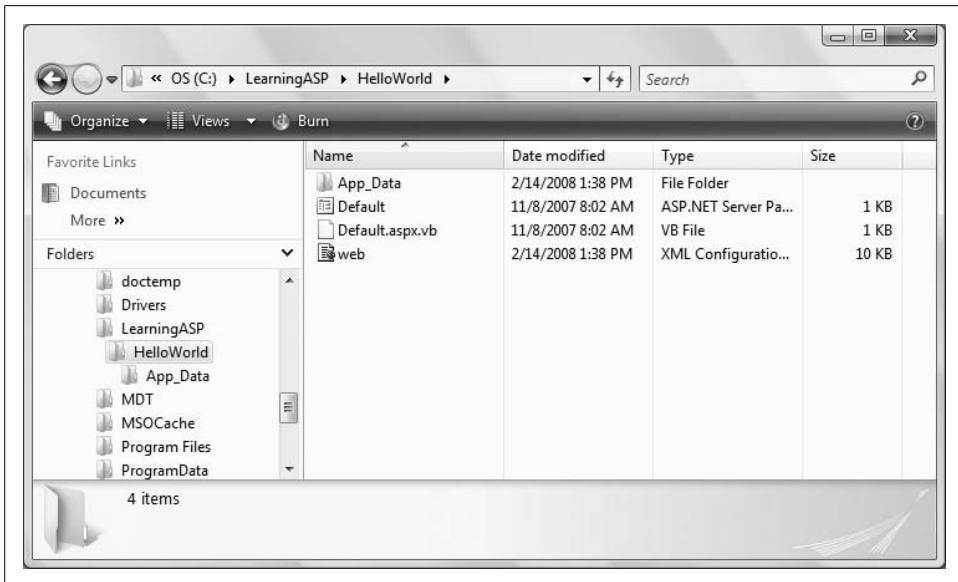 « OS (C:) ▸ LearningASP ▸ HelloWorld ▸
Search
Organize
Views
Burn
Favorite Links
Documents
More »
Folders
doctemp
Drivers
LearningASP
HelloWorld
App_Data
MDT
MSOCache
Program Files
ProgramData
Name Date modified Type Size
App_Data 2/14/2008 1:38 PM File Folder
Default 11/8/2007 8:02 AM ASP.NET Server Pa... 1 KB
Default.aspx.vb 11/8/2007 8:02 AM VB File 1 KB
web 2/14/2008 1:38 PM XML Configuratio... 10 KB
4 items